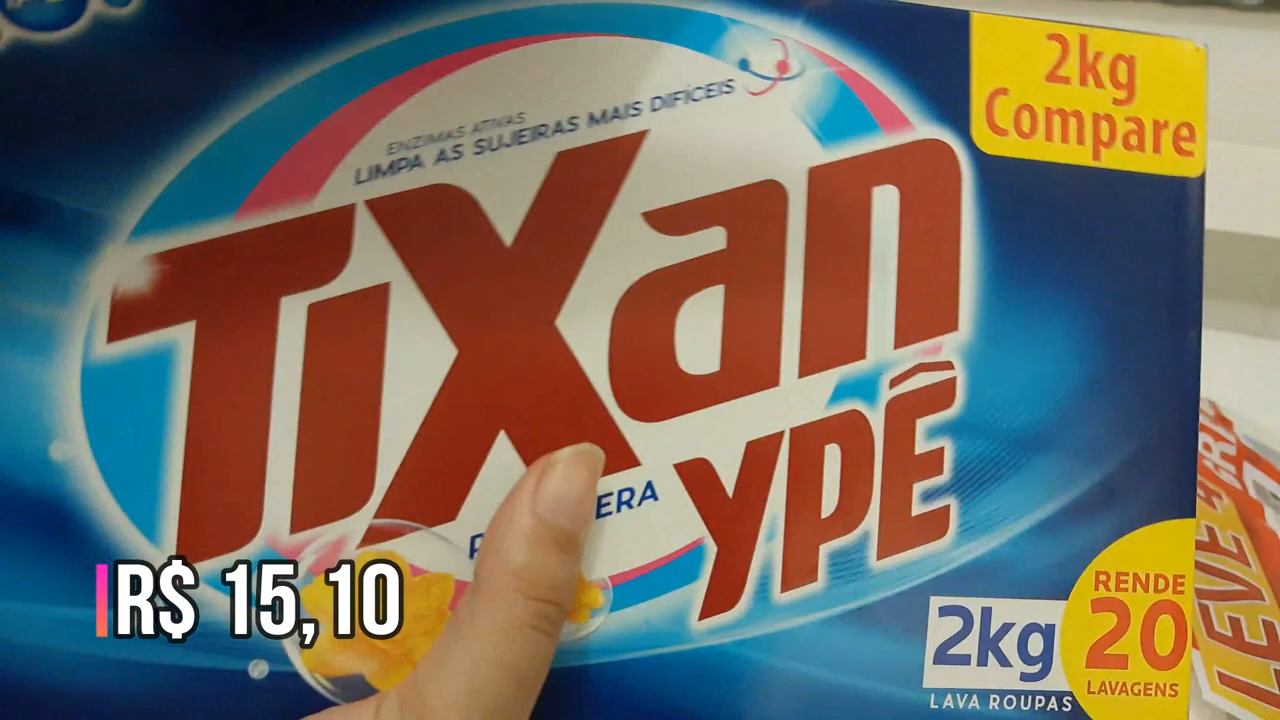 2kg
Compare
ENZIMAS ATIVAS
LIMPA AS SUJEIRAS MAIS DIFÍCEIS
TiXan
YPÊ
R$ 15,10
2kg
LAVA ROUPAS
RENDE
20
LAVAGENS
LEVE